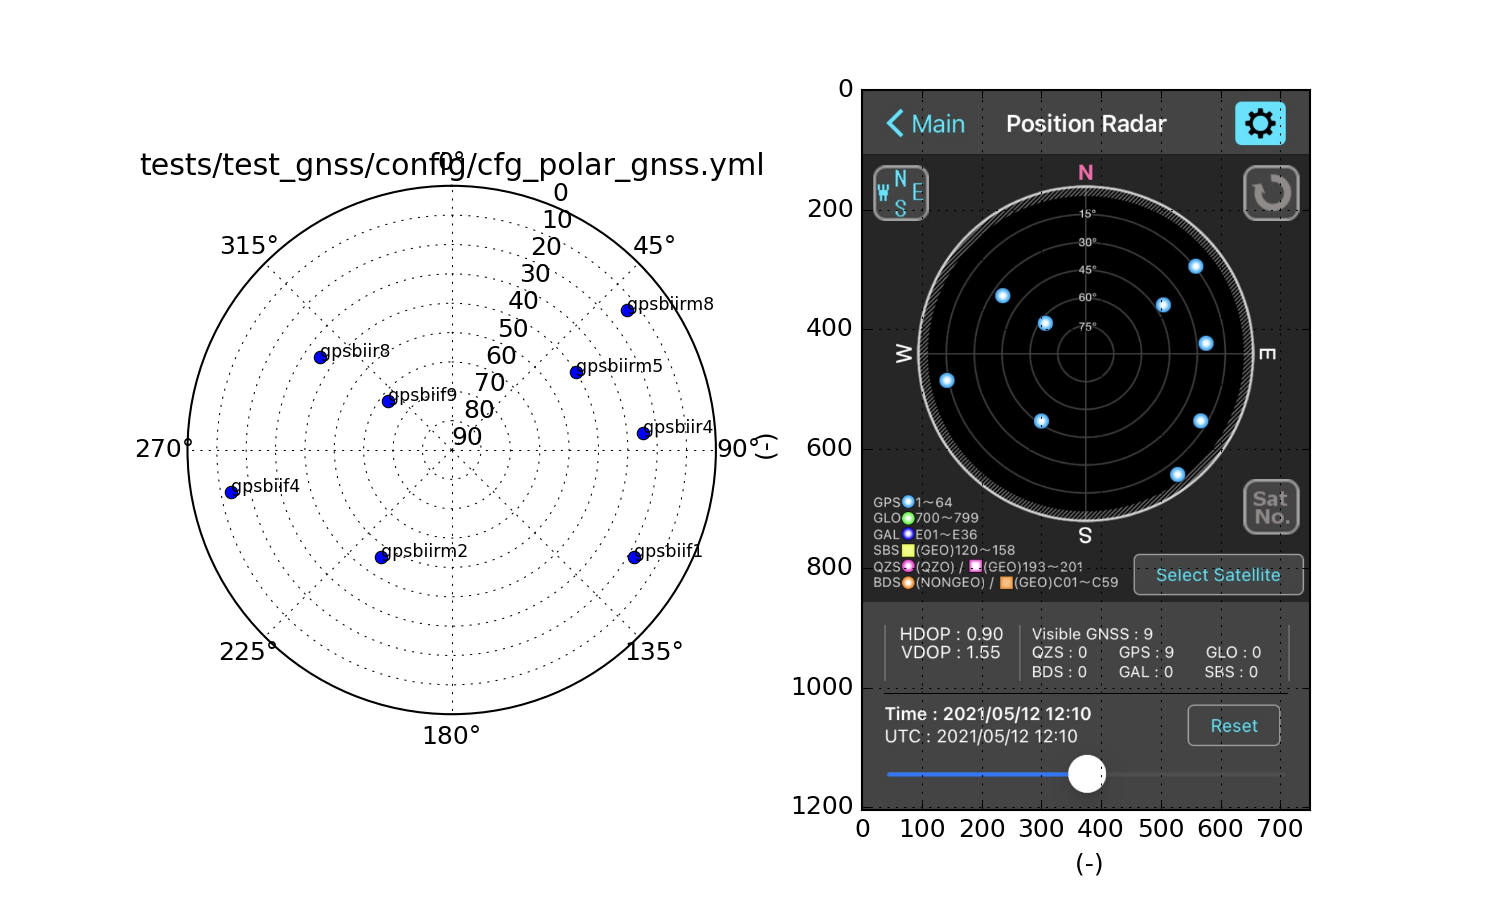 tests/test_gnss/config/cfg_polar_gnss.yml
0°
45°
90°
135°
180°
225°
270°
315°
0
10
20
30
40
50
60
70
80
90
(-)
gpsbiirm8
gpsbiir8
gpsbiirm5
gpsbiif9
gpsbiir4
gpsbiif4
gpsbiirm2
gpsbiif1
0
200
400
600
800
1000
1200
0 100 200 300 400 500 600 700
(-)
Main
Position Radar
N
W E
S
N
15°
30°
45°
60°
75°
W
E
S
GPS 1～64
GLO 700～799
GAL E01～E36
SBS (GEO)120～158
QZS (QZO) / (GEO)193～201
BDS (NONGEO) / (GEO)C01～C59
Sat
No.
Select Satellite
HDOP : 0.90
VDOP : 1.55
Visible GNSS : 9
QZS : 0 GPS : 9 GLO : 0
BDS : 0 GAL : 0 SBS : 0
Time : 2021/05/12 12:10
UTC : 2021/05/12 12:10
Reset